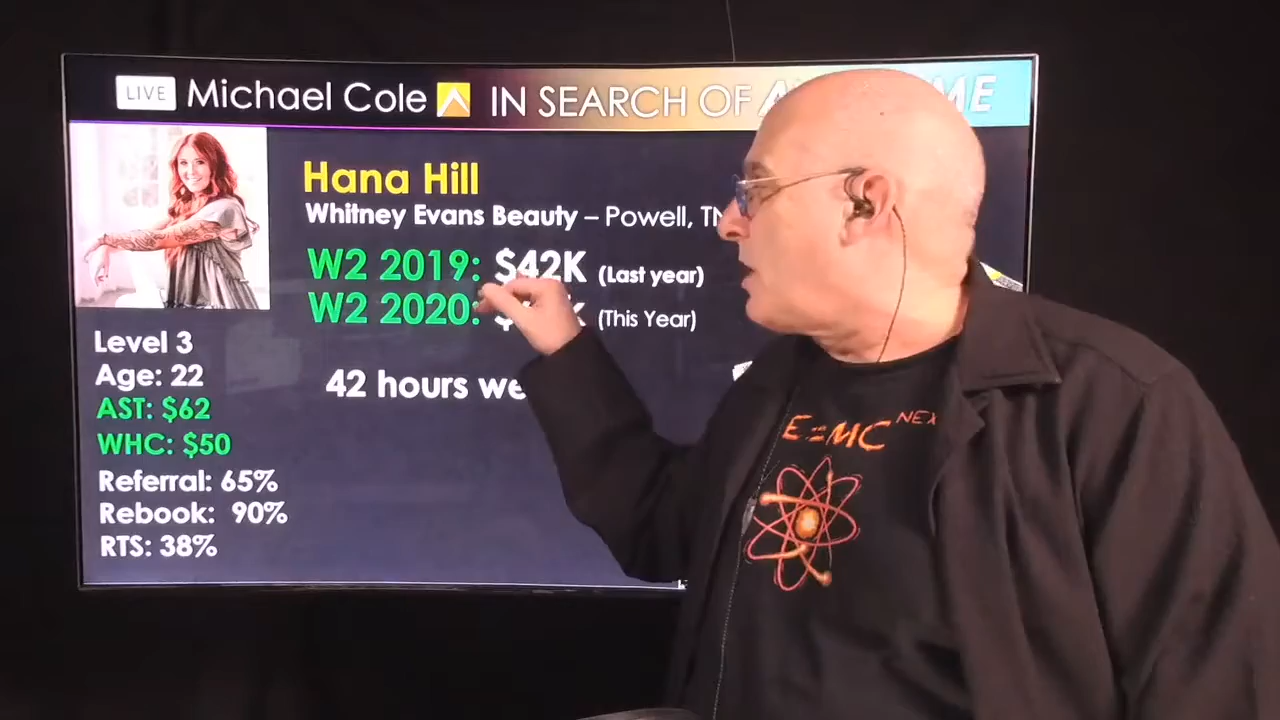 LIVE Michael Cole IN SEARCH OF
Hana Hill
Whitney Evans Beauty – Powell, TN
W2 2019: $42K (Last year)
W2 2020: (This Year)
42 hours
Level 3
Age: 22
AST: $62
WHC: $50
Referral: 65%
Rebook: 90%
RTS: 38%
E=MC NEXT